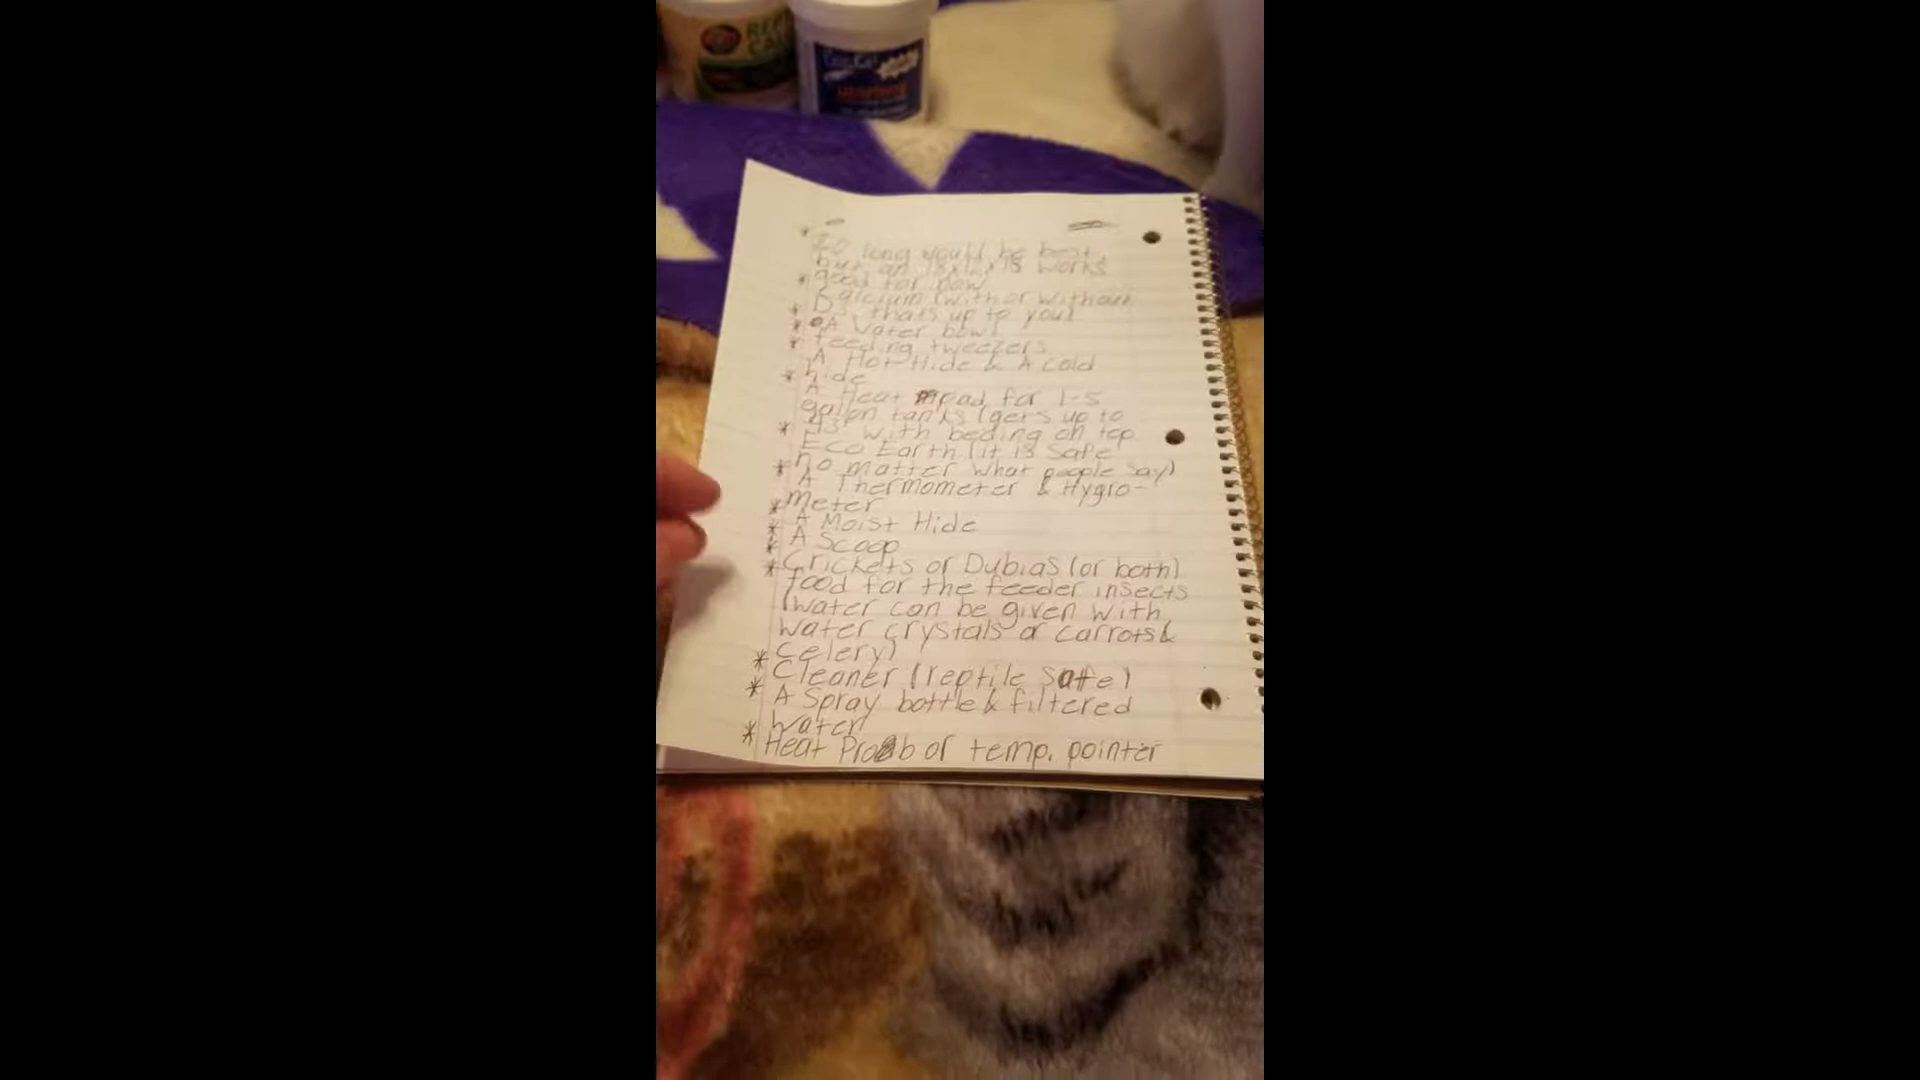 REP
CAL
* 20 long would be best,
but an 18x18x18 works
* good for now
Calcium (with or without
* D3, thats up to you)
* A Water bowl
* feeding tweezers
A Hot Hide & A cold
* hide
A Heat pad for 1-5
gallon tanks (gets up to
* 93° with beding on top
Eco Earth (it is safe
* no matter what people say)
A Thermometer & Hygro-
* meter
* A Moist Hide
* A Scoop
* Crickets or Dubias (or both)
food for the feeder insects
(water can be given with
water crystals or carrots &
* celery)
Cleaner (reptile Safe)
* A Spray bottle & filtered
* water
Heat Prob or temp. pointer